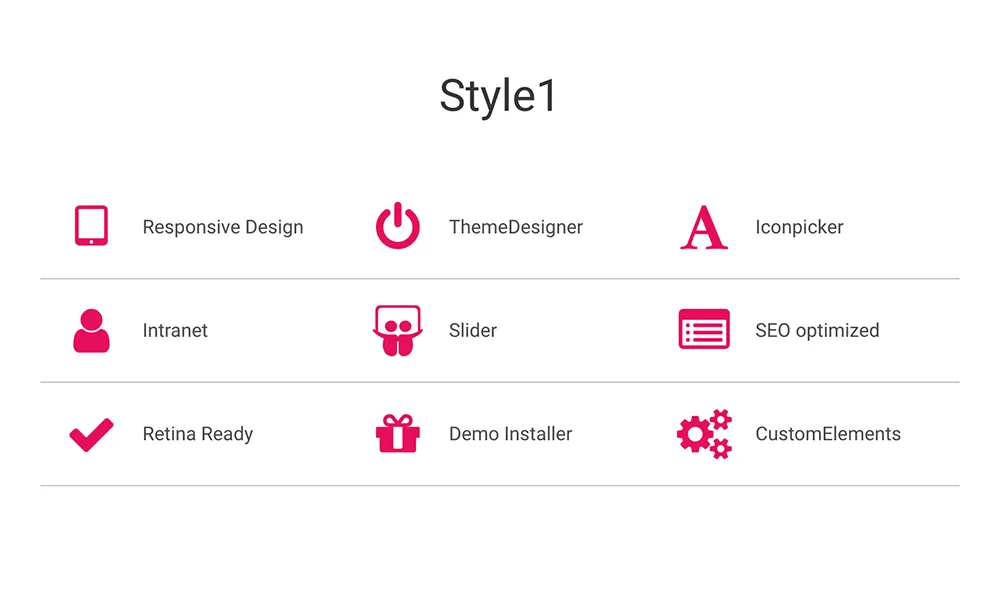 Style1
Responsive Design
ThemeDesigner
Iconpicker
Intranet
Slider
SEO optimized
Retina Ready
Demo Installer
CustomElements